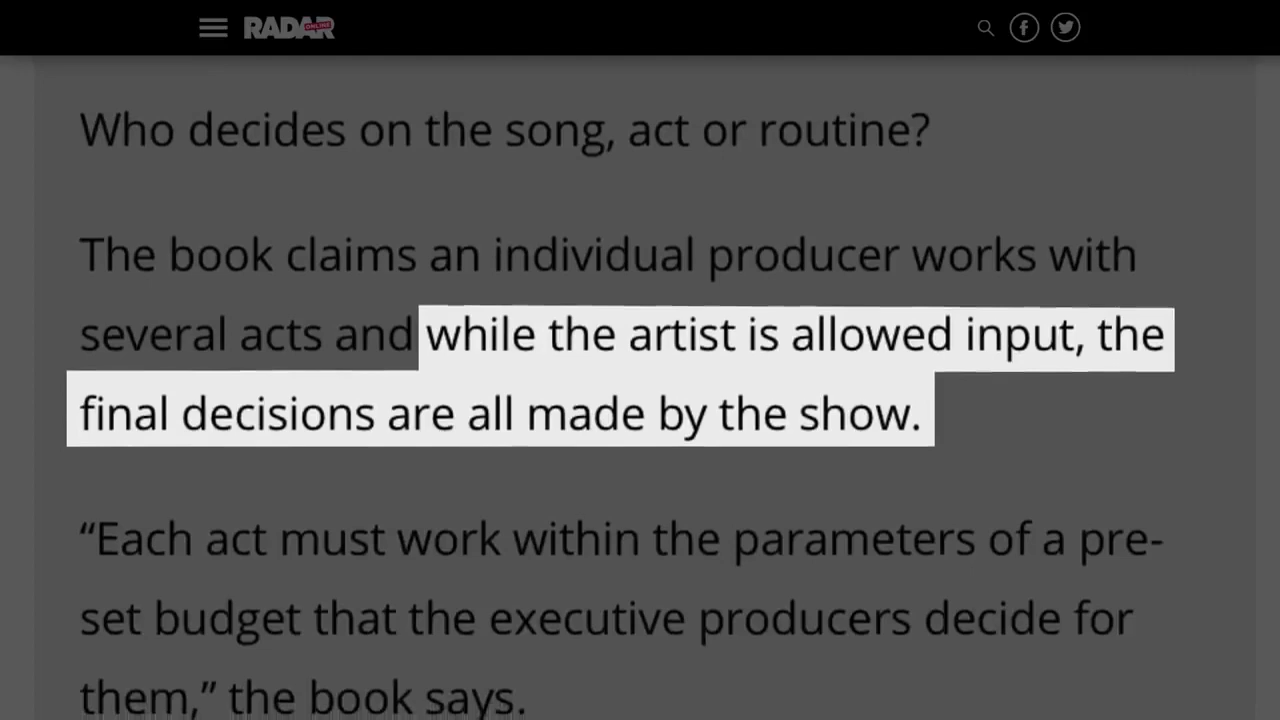 RADAR ONLINE
Who decides on the song, act or routine?
The book claims an individual producer works with
several acts and while the artist is allowed input, the
final decisions are all made by the show.
“Each act must work within the parameters of a pre-
set budget that the executive producers decide for
them,” the book says.